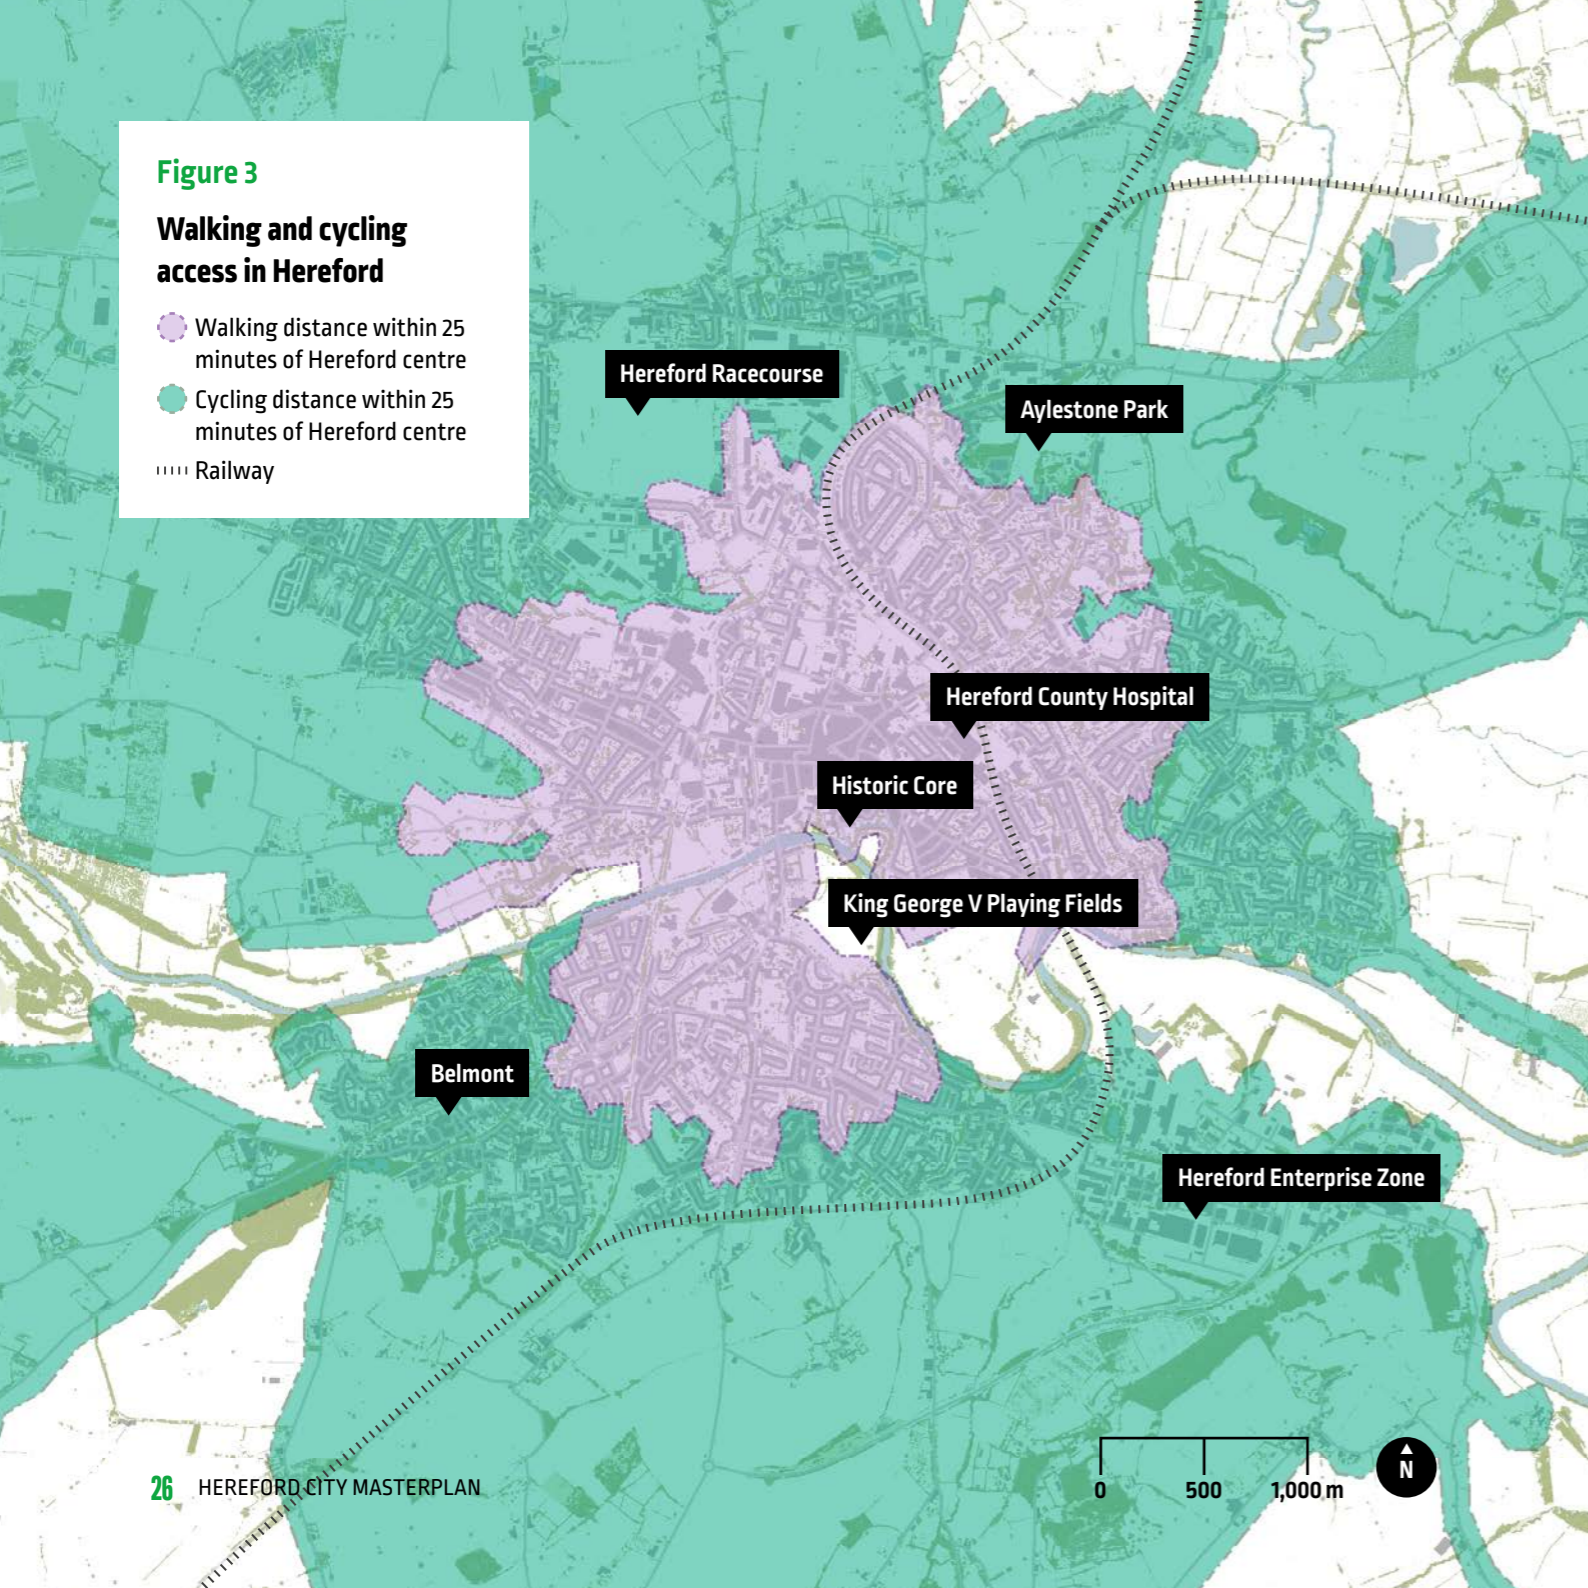 Figure 3
Walking and cycling
access in Hereford
Walking distance within 25
minutes of Hereford centre
Cycling distance within 25
minutes of Hereford centre
Railway
Hereford Racecourse
Aylestone Park
Hereford County Hospital
Historic Core
King George V Playing Fields
Belmont
Hereford Enterprise Zone
0 500 1,000 m
N
26 HEREFORD CITY MASTERPLAN